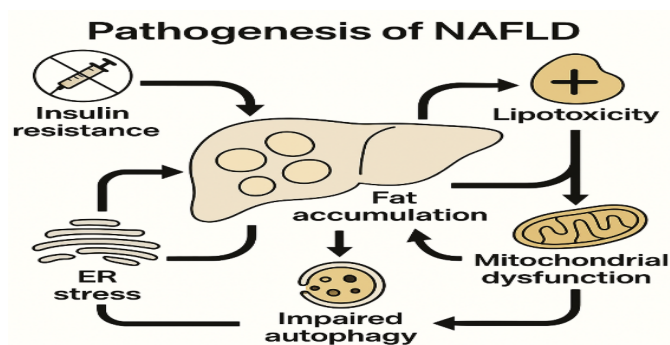 Pathogenesis of NAFLD
Insulin
resistance
Lipotoxicity
Fat
accumulation
ER
stress
Mitochondrial
dysfunction
Impaired
autophagy